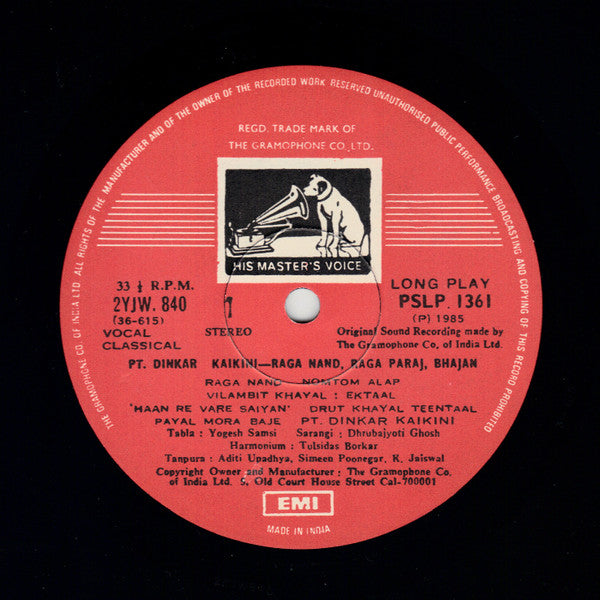 THE GRAMOPHONE CO. OF INDIA LTD. ALL RIGHTS OF THE MANUFACTURER AND OF THE OWNER OF THE RECORDED WORK RESERVED UNAUTHORISED PUBLIC PERFORMANCE BROADCASTING AND COPYING OF THIS RECORD PROHIBITED
REGD. TRADE MARK OF
THE GRAMOPHONE CO., LTD.
HIS MASTER'S VOICE
33 ⅓ R.P.M.
2YJW. 840
(36-615)
VOCAL
CLASSICAL
1
STEREO
LONG PLAY
PSLP. 1361
(P) 1985
Original Sound Recording made by
The Gramophone Co., of India Ltd.
PT. DINKAR KAIKINI—RAGA NAND, RAGA PARAJ, BHAJAN
RAGA NAND NOMTOM ALAP
VILAMBIT KHAYAL : EKTAAL
'HAAN RE VARE SAIYAN' DRUT KHAYAL TEENTAAL
PAYAL MORA BAJE PT. DINKAR KAIKINI
Tabla : Yogesh Samsi Sarangi : Dhrubajyoti Ghosh
Harmonium : Tulsidas Borkar
Tanpura : Aditi Upadhya, Simeen Poonegar, K. Jaiswal
Copyright Owner and Manufacturer : The Gramophone Co.
of India Ltd. 9, Old Court House Street Cal-700001
EMI
MADE IN INDIA